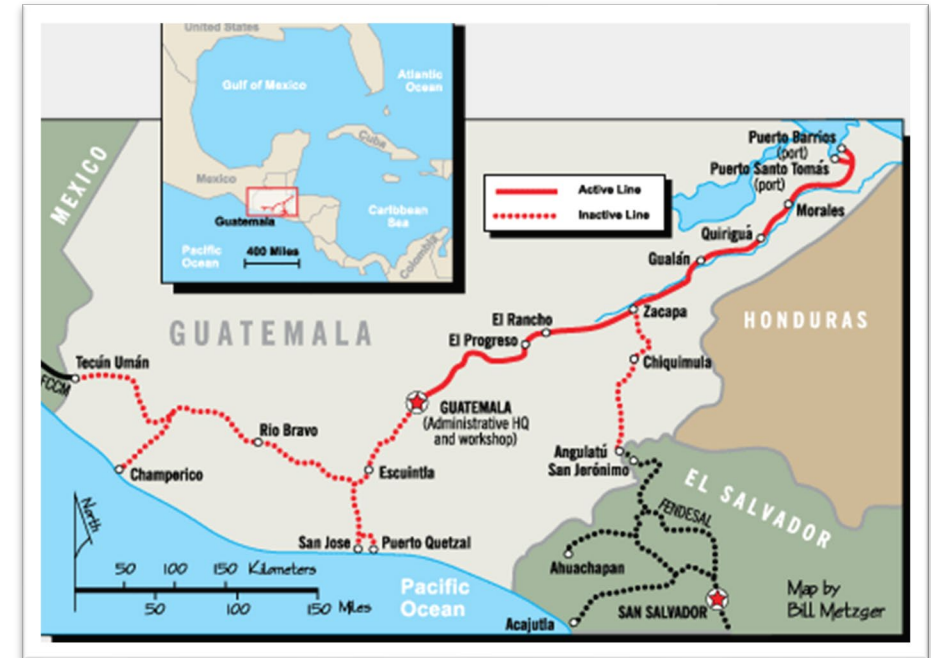 United States
Gulf of Mexico
Atlantic
Ocean
Cuba
Mexico
Guatemala
Caribbean
Sea
Pacific
Ocean
400 Miles
Colombia
MEXICO
Puerto Barrios
(port)
Puerto Santo Tomás
(port)
Active Line
Inactive Line
Morales
Quiriguá
Gualán
Zacapa
HONDURAS
GUATEMALA
El Rancho
El Progreso
Chiquimula
Tecún Umán
FCCM
GUATEMALA
(Administrative HQ
and workshop)
Rio Bravo
Champerico
Escuintla
Angulatú
San Jerónimo
EL SALVADOR
FENDESAL
North
San Jose
Puerto Quetzal
50 100 150 Kilometers
50 100 150 Miles
Pacific
Ocean
Ahuachapan
Acajutla
SAN SALVADOR
Map by
Bill Metzger